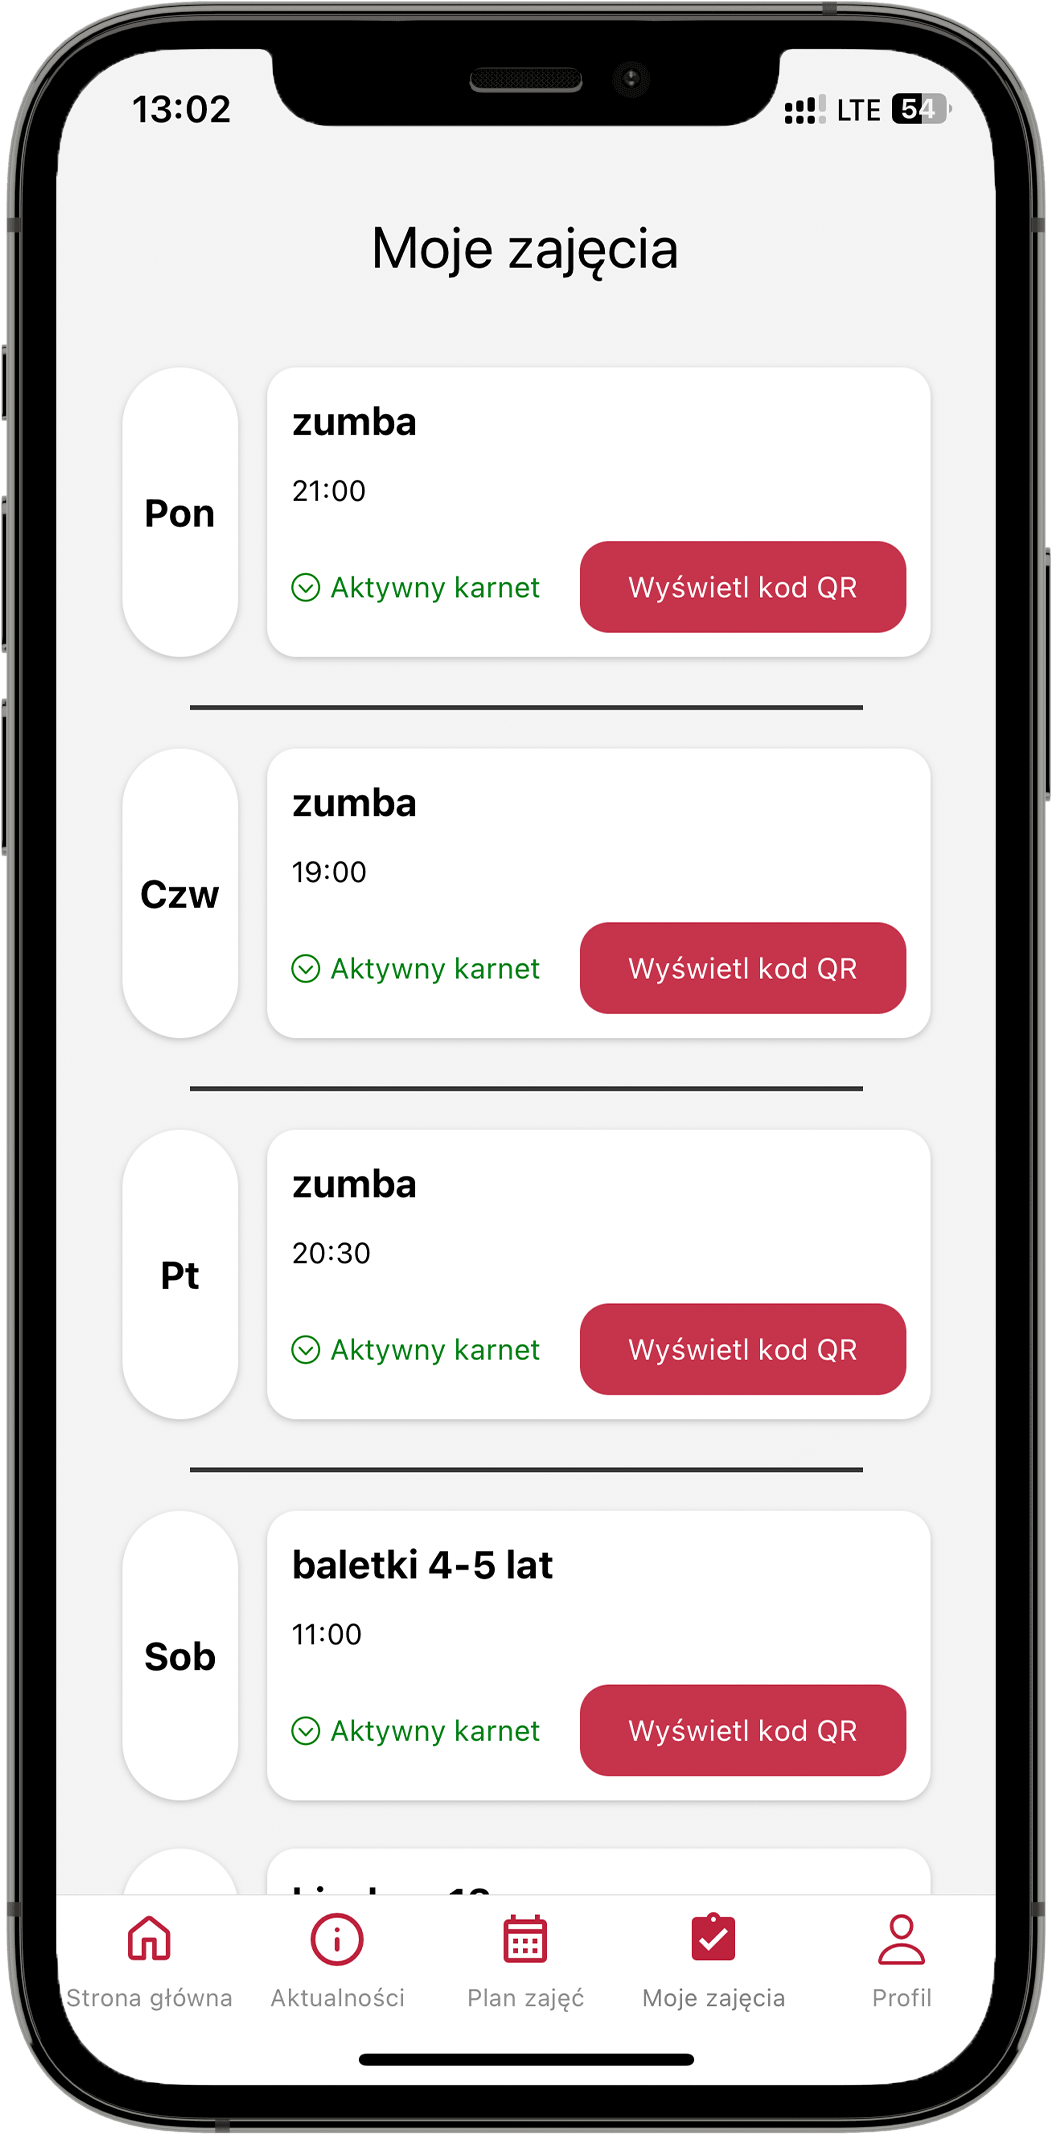 13:02 LTE 54
Moje zajęcia
Pon
zumba
21:00
Aktywny karnet
Wyświetl kod QR
Czw
zumba
19:00
Aktywny karnet
Wyświetl kod QR
Pt
zumba
20:30
Aktywny karnet
Wyświetl kod QR
Sob
baletki 4-5 lat
11:00
Aktywny karnet
Wyświetl kod QR
Strona główna
Aktualności
Plan zajęć
Moje zajęcia
Profil